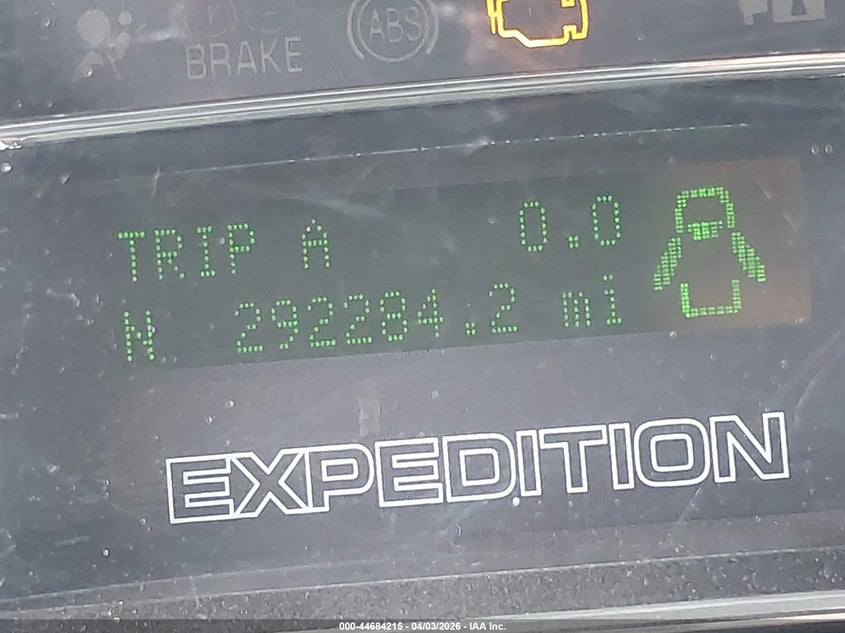 BRAKE
ABS
TRIP A 0.0
N 292284.2 mi
EXPEDITION
000-44684215 - 04/03/2026 - IAA Inc.